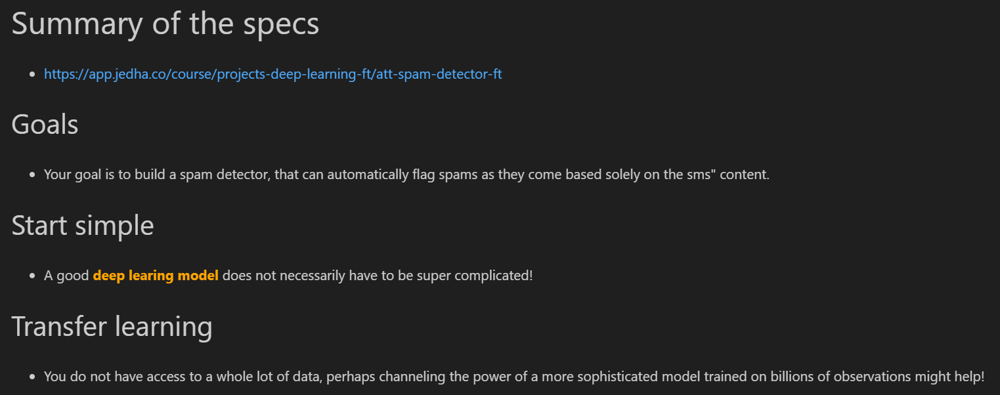 Summary of the specs
https://app.jedha.co/course/projects-deep-learning-ft/att-spam-detector-ft
Goals
Your goal is to build a spam detector, that can automatically flag spams as they come based solely on the sms" content.
Start simple
A good deep learing model does not necessarily have to be super complicated!
Transfer learning
You do not have access to a whole lot of data, perhaps channeling the power of a more sophisticated model trained on billions of observations might help!